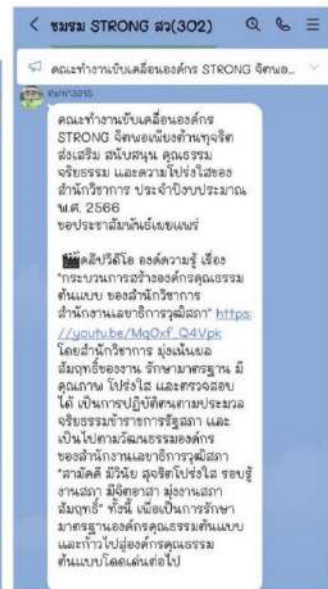 ชมรม STRONG สว(302)
คณะทำงานขับเคลื่อนองค์กร STRONG จิตพอ...
คณะทำงานขับเคลื่อนองค์กร
STRONG จิตพอเพียงต้านทุจริต
ส่งเสริม สนับสนุน คุณธรรม
จริยธรรม และความโปร่งใสของ
สำนักวิชาการ ประจำปีงบประมาณ
พ.ศ. 2566
ขอประชาสัมพันธ์เผยแพร่
🎬คลิปวิดีโอ องค์ความรู้ เรื่อง
"กระบวนการสร้างองค์กรคุณธรรม
ต้นแบบ ของสำนักวิชาการ
สำนักงานเลขาธิการวุฒิสภา" https:
//youtu.be/MqOxf_Q4Vpk
โดยสำนักวิชาการ มุ่งเน้นผล
สัมฤทธิ์ของงาน รักษามาตรฐาน มี
คุณภาพ โปร่งใส และตรวจสอบ
ได้ เป็นการปฏิบัติตนตามประมวล
จริยธรรมข้าราชการรัฐสภา และ
เป็นไปตามวัฒนธรรมองค์กร
ของสำนักงานเลขาธิการวุฒิสภา
"สามัคคี มีวินัย สุจริตโปร่งใส รอบรู้
งานสภา มีจิตอาสา มุ่งงานสภา
สัมฤทธิ์" ทั้งนี้ เพื่อเป็นการรักษา
มาตรฐานองค์กรคุณธรรมต้นแบบ
และก้าวไปสู่องค์กรคุณธรรม
ต้นแบบโดดเด่นต่อไป